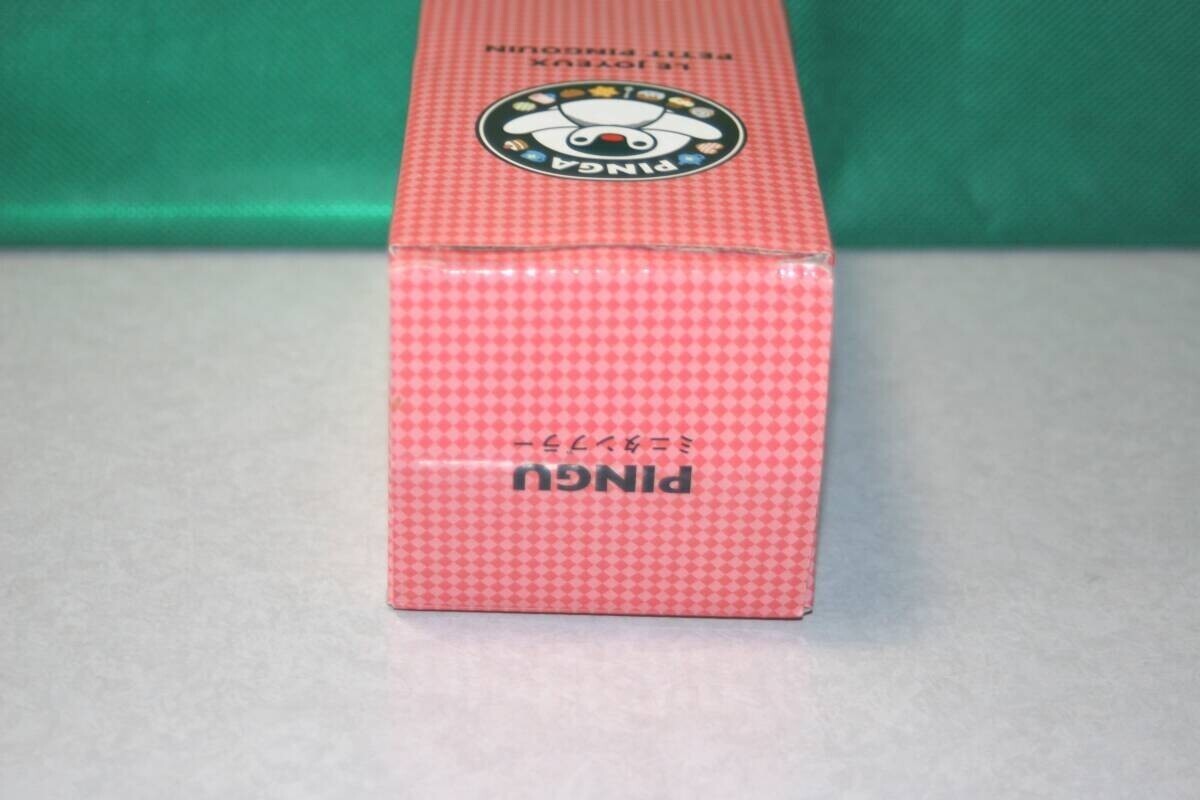 PINGA
LE JOYEUX
PETIT PINGOUIN
PINGU
ミニタンブラー